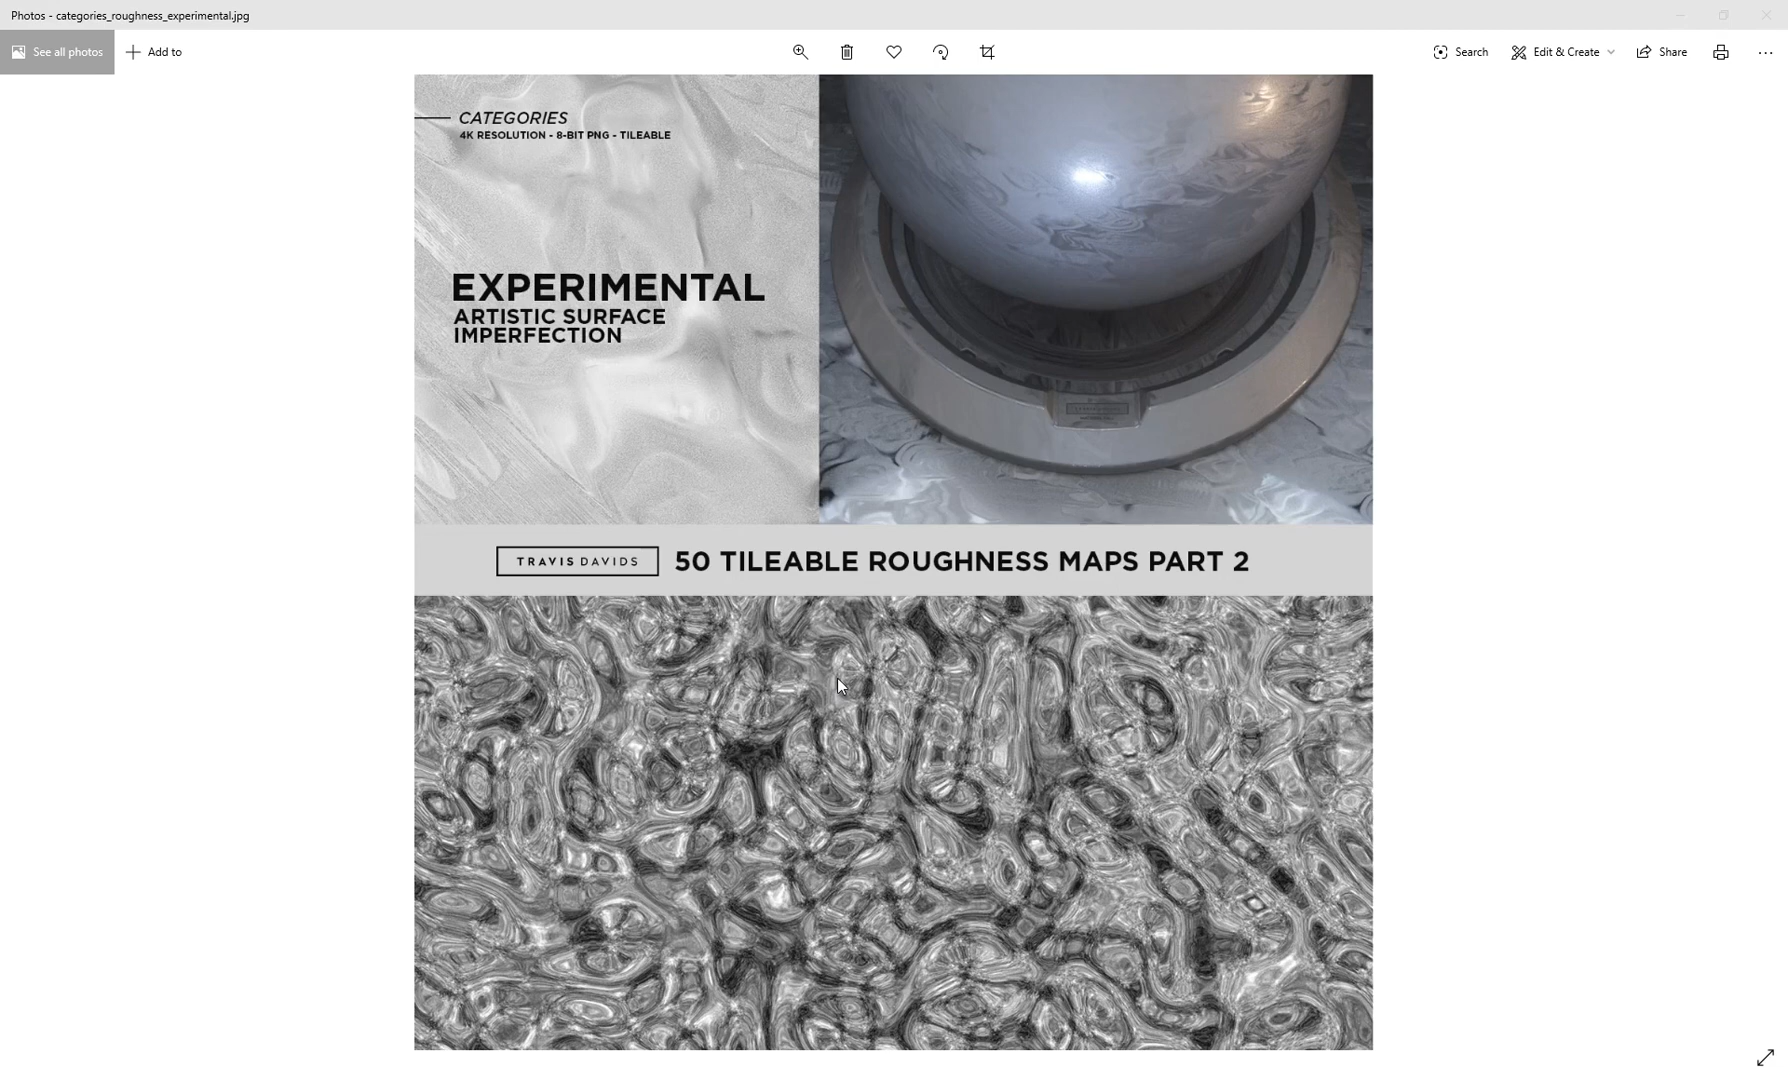 Photos - categories_roughness_experimental.jpg
See all photos
Add to
Search
Edit & Create
Share
CATEGORIES
4K RESOLUTION - 8-BIT PNG - TILEABLE
EXPERIMENTAL
ARTISTIC SURFACE
IMPERFECTION
TRAVIS DAVIDS
50 TILEABLE ROUGHNESS MAPS PART 2